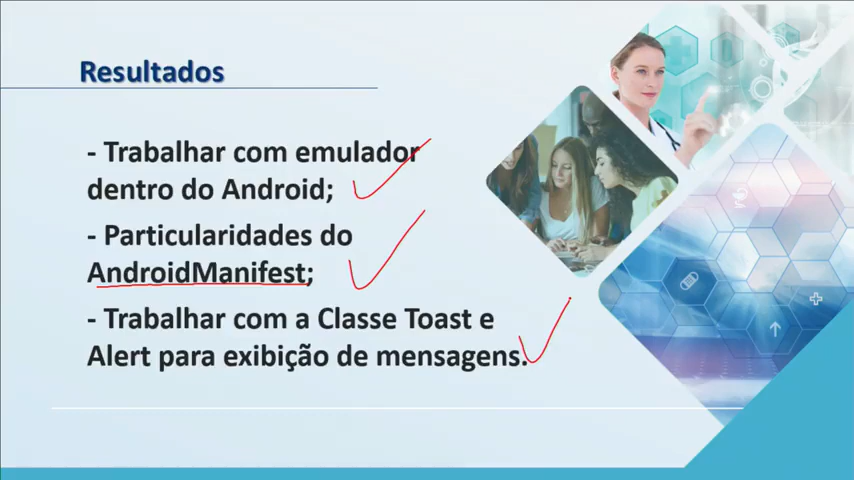 Resultados
- Trabalhar com emulador
dentro do Android;
- Particularidades do
AndroidManifest;
- Trabalhar com a Classe Toast e
Alert para exibição de mensagens.